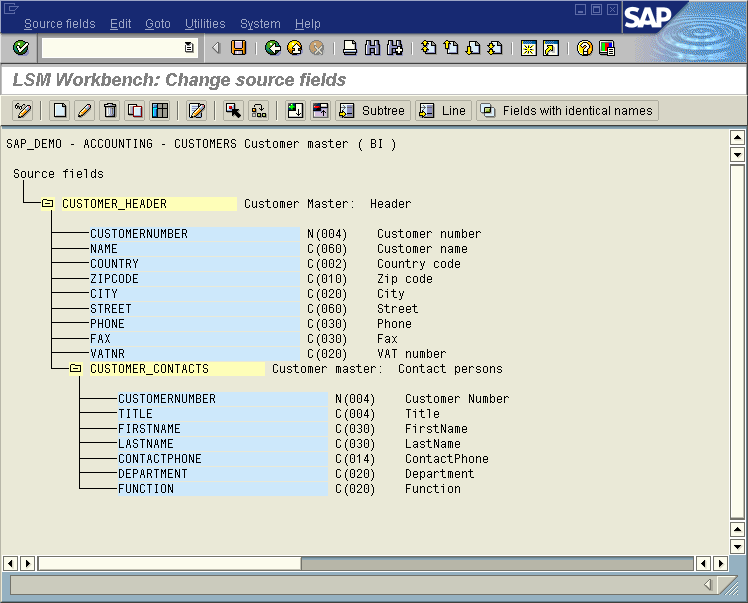 Source fields Edit Goto Utilities System Help
SAP
LSM Workbench: Change source fields
Subtree Line Fields with identical names
SAP_DEMO - ACCOUNTING - CUSTOMERS Customer master ( BI )
Source fields
CUSTOMER_HEADER Customer Master: Header
CUSTOMERNUMBER N(004) Customer number
NAME C(060) Customer name
COUNTRY C(002) Country code
ZIPCODE C(010) Zip code
CITY C(020) City
STREET C(060) Street
PHONE C(030) Phone
FAX C(030) Fax
VATNR C(020) VAT number
CUSTOMER_CONTACTS Customer master: Contact persons
CUSTOMERNUMBER N(004) Customer Number
TITLE C(004) Title
FIRSTNAME C(030) FirstName
LASTNAME C(030) LastName
CONTACTPHONE C(014) ContactPhone
DEPARTMENT C(020) Department
FUNCTION C(020) Function